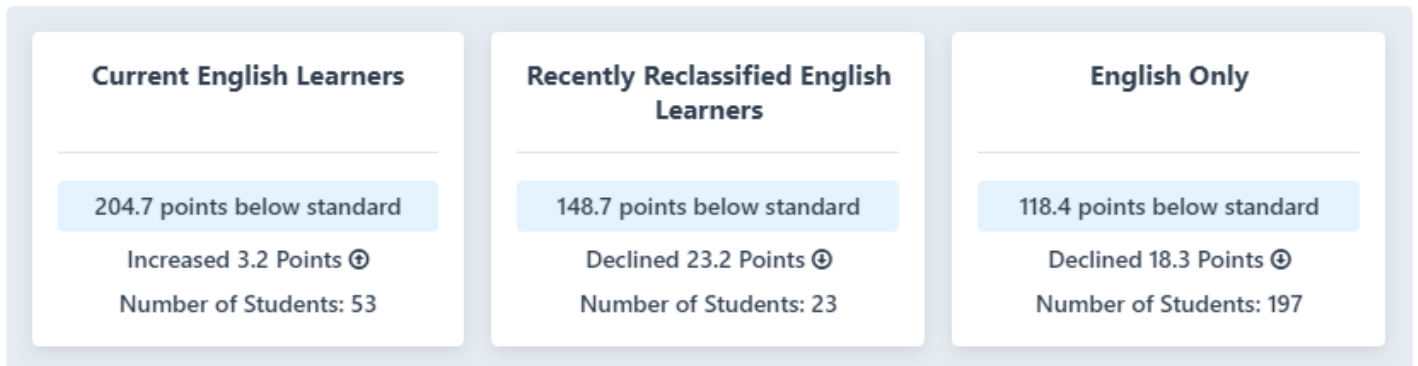 Current English Learners
204.7 points below standard
Increased 3.2 Points
Number of Students: 53
Recently Reclassified English
Learners
148.7 points below standard
Declined 23.2 Points
Number of Students: 23
English Only
118.4 points below standard
Declined 18.3 Points
Number of Students: 197